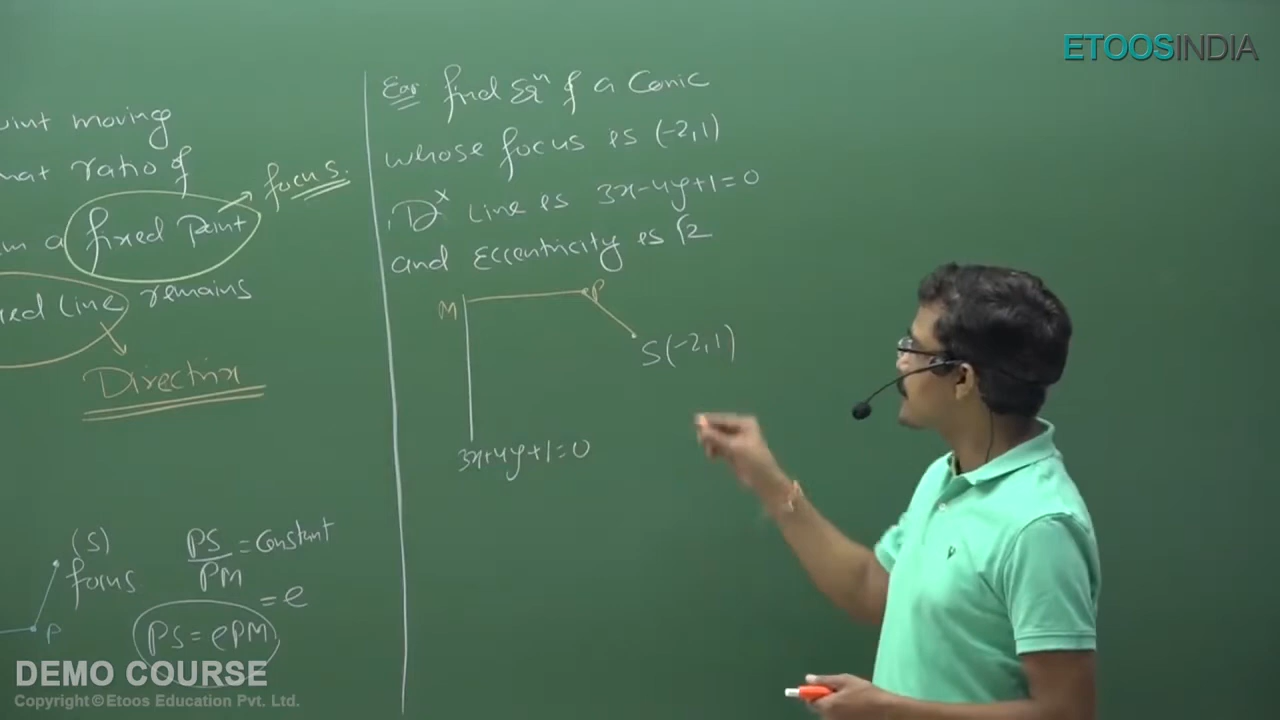 ETOOSINDIA
oint moving
hat ratio of
focus.
om a fixed Point
xed Line remains
Directrix
(S)
focus
P
PS/PM = Constant
= e
PS = ePM
Exa find Eqn of a Conic
whose focus is (-2,1)
, Dx Line is 3x-4y+1=0
and Eccentricity is √2
M
P
S(-2,1)
3x+4y+1=0
DEMO COURSE
Copyright © Etoos Education Pvt. Ltd.